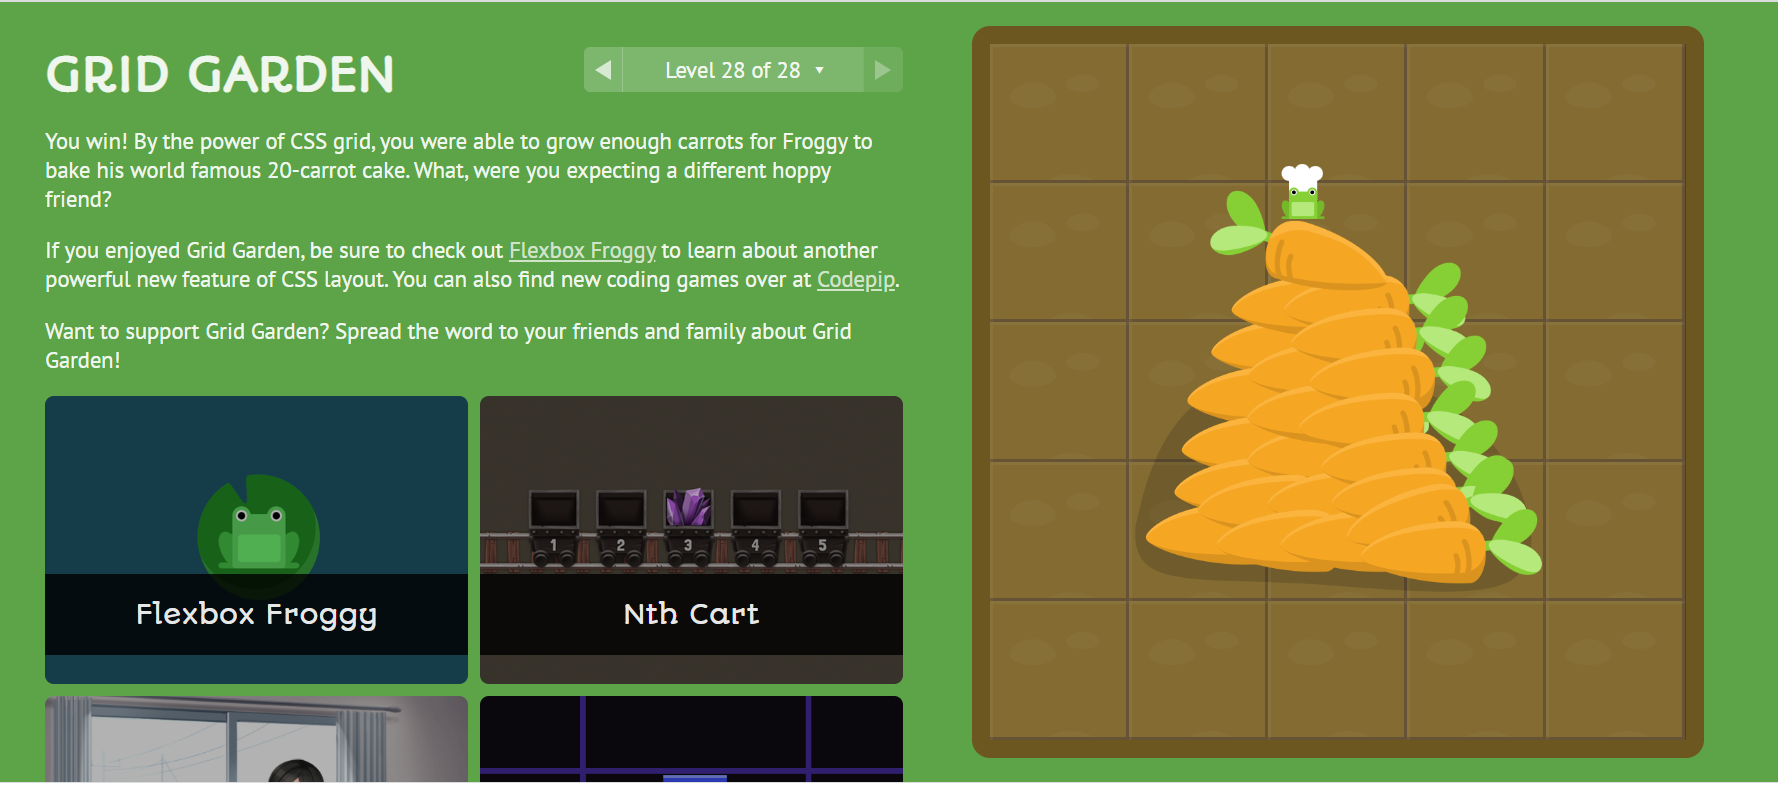 GRID GARDEN
Level 28 of 28
You win! By the power of CSS grid, you were able to grow enough carrots for Froggy to
bake his world famous 20-carrot cake. What, were you expecting a different hoppy
friend?
If you enjoyed Grid Garden, be sure to check out Flexbox Froggy to learn about another
powerful new feature of CSS layout. You can also find new coding games over at Codepip.
Want to support Grid Garden? Spread the word to your friends and family about Grid
Garden!
1 2 3 4 5
Flexbox Froggy
Nth Cart